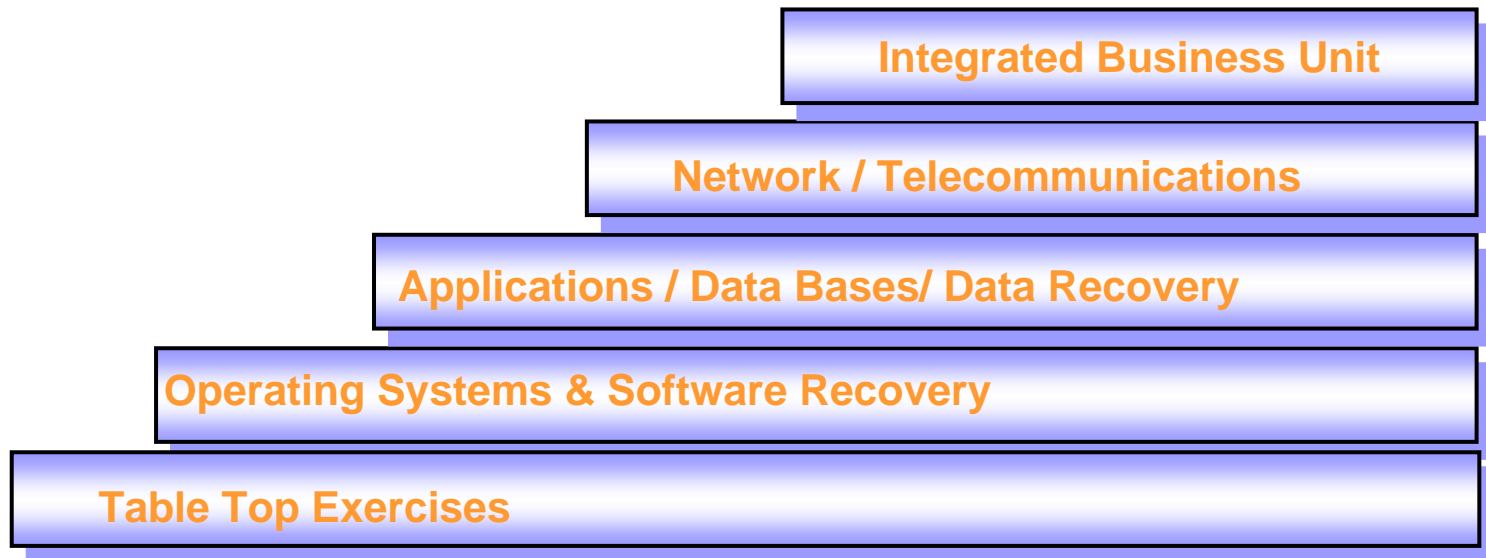 Integrated Business Unit
Network / Telecommunications
Applications / Data Bases/ Data Recovery
Operating Systems & Software Recovery
Table Top Exercises